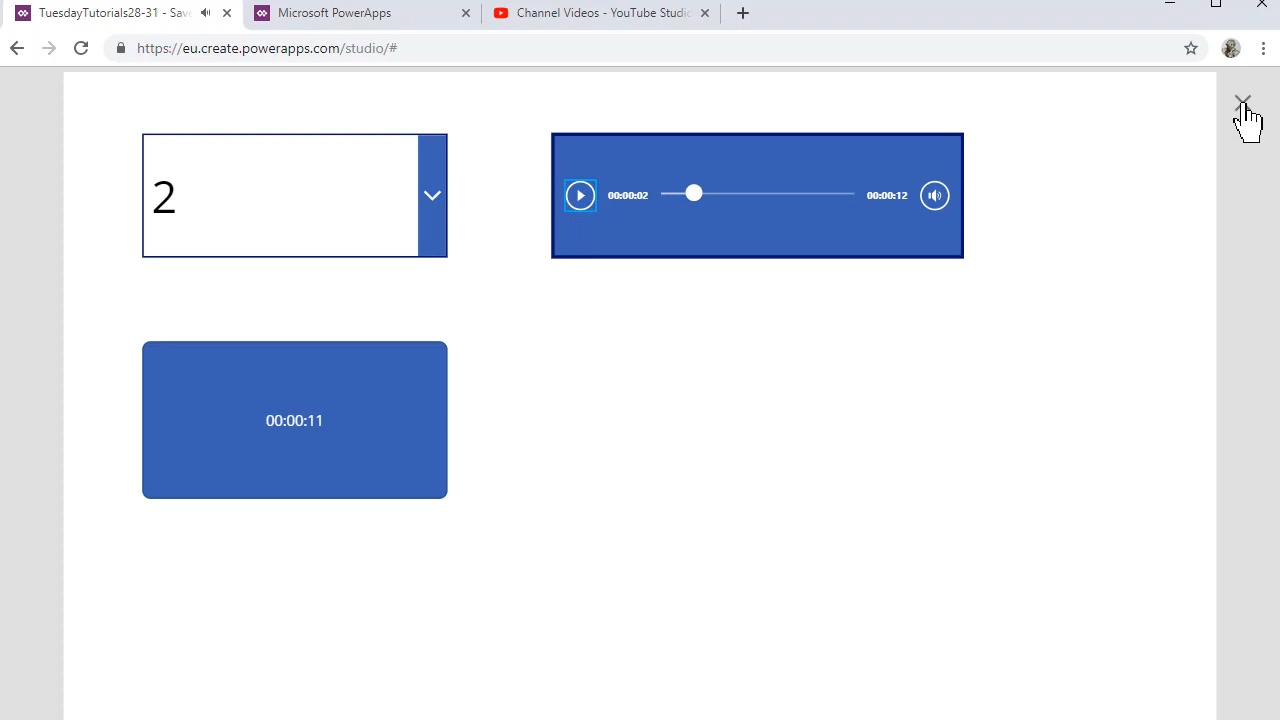 TuesdayTutorials28-31 - Save
Microsoft PowerApps
Channel Videos - YouTube Studio
https://eu.create.powerapps.com/studio/#
2
00:00:02
00:00:12
00:00:11